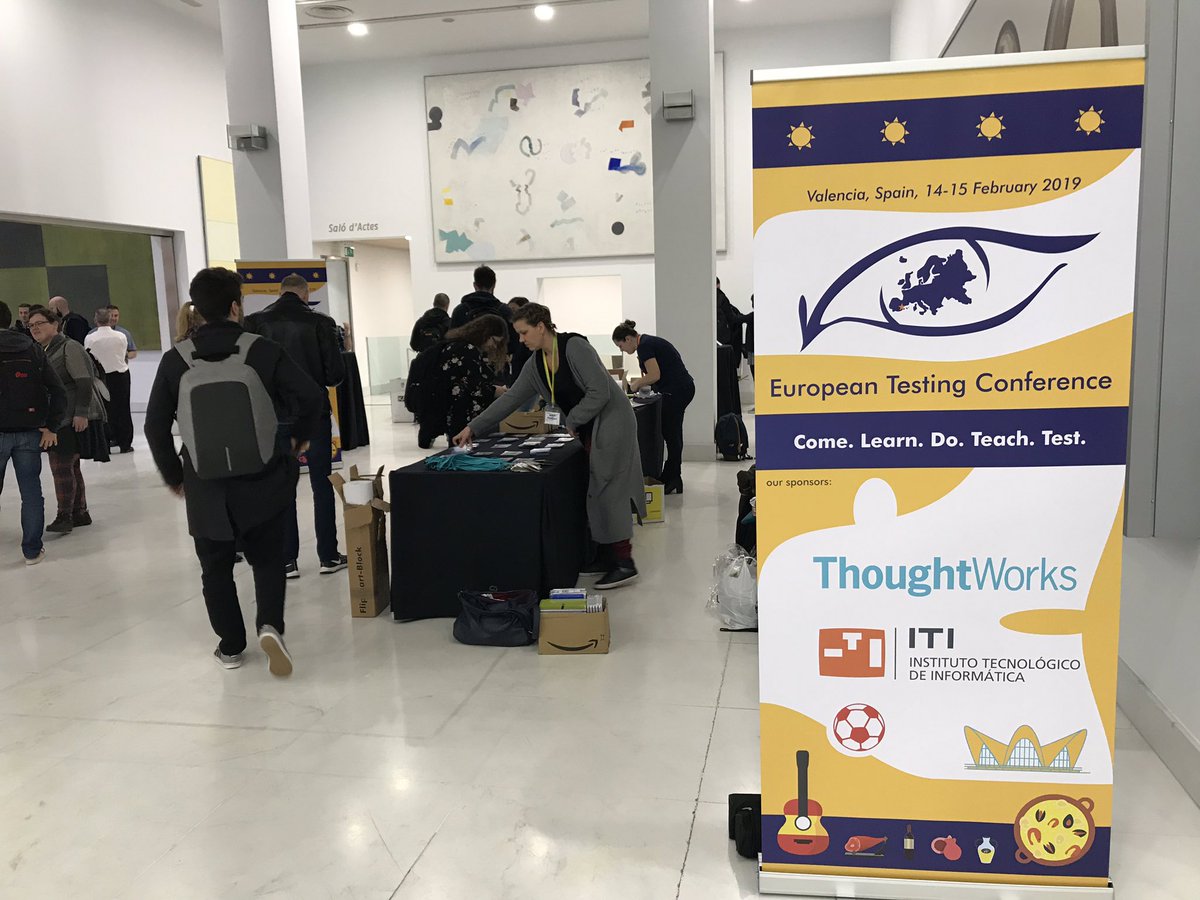 Saló d'Actes
Valencia, Spain, 14-15 February 2019
European Testing Conference
Come. Learn. Do. Teach. Test.
our sponsors:
ThoughtWorks
ITI
INSTITUTO TECNOLÓGICO
DE INFORMÁTICA